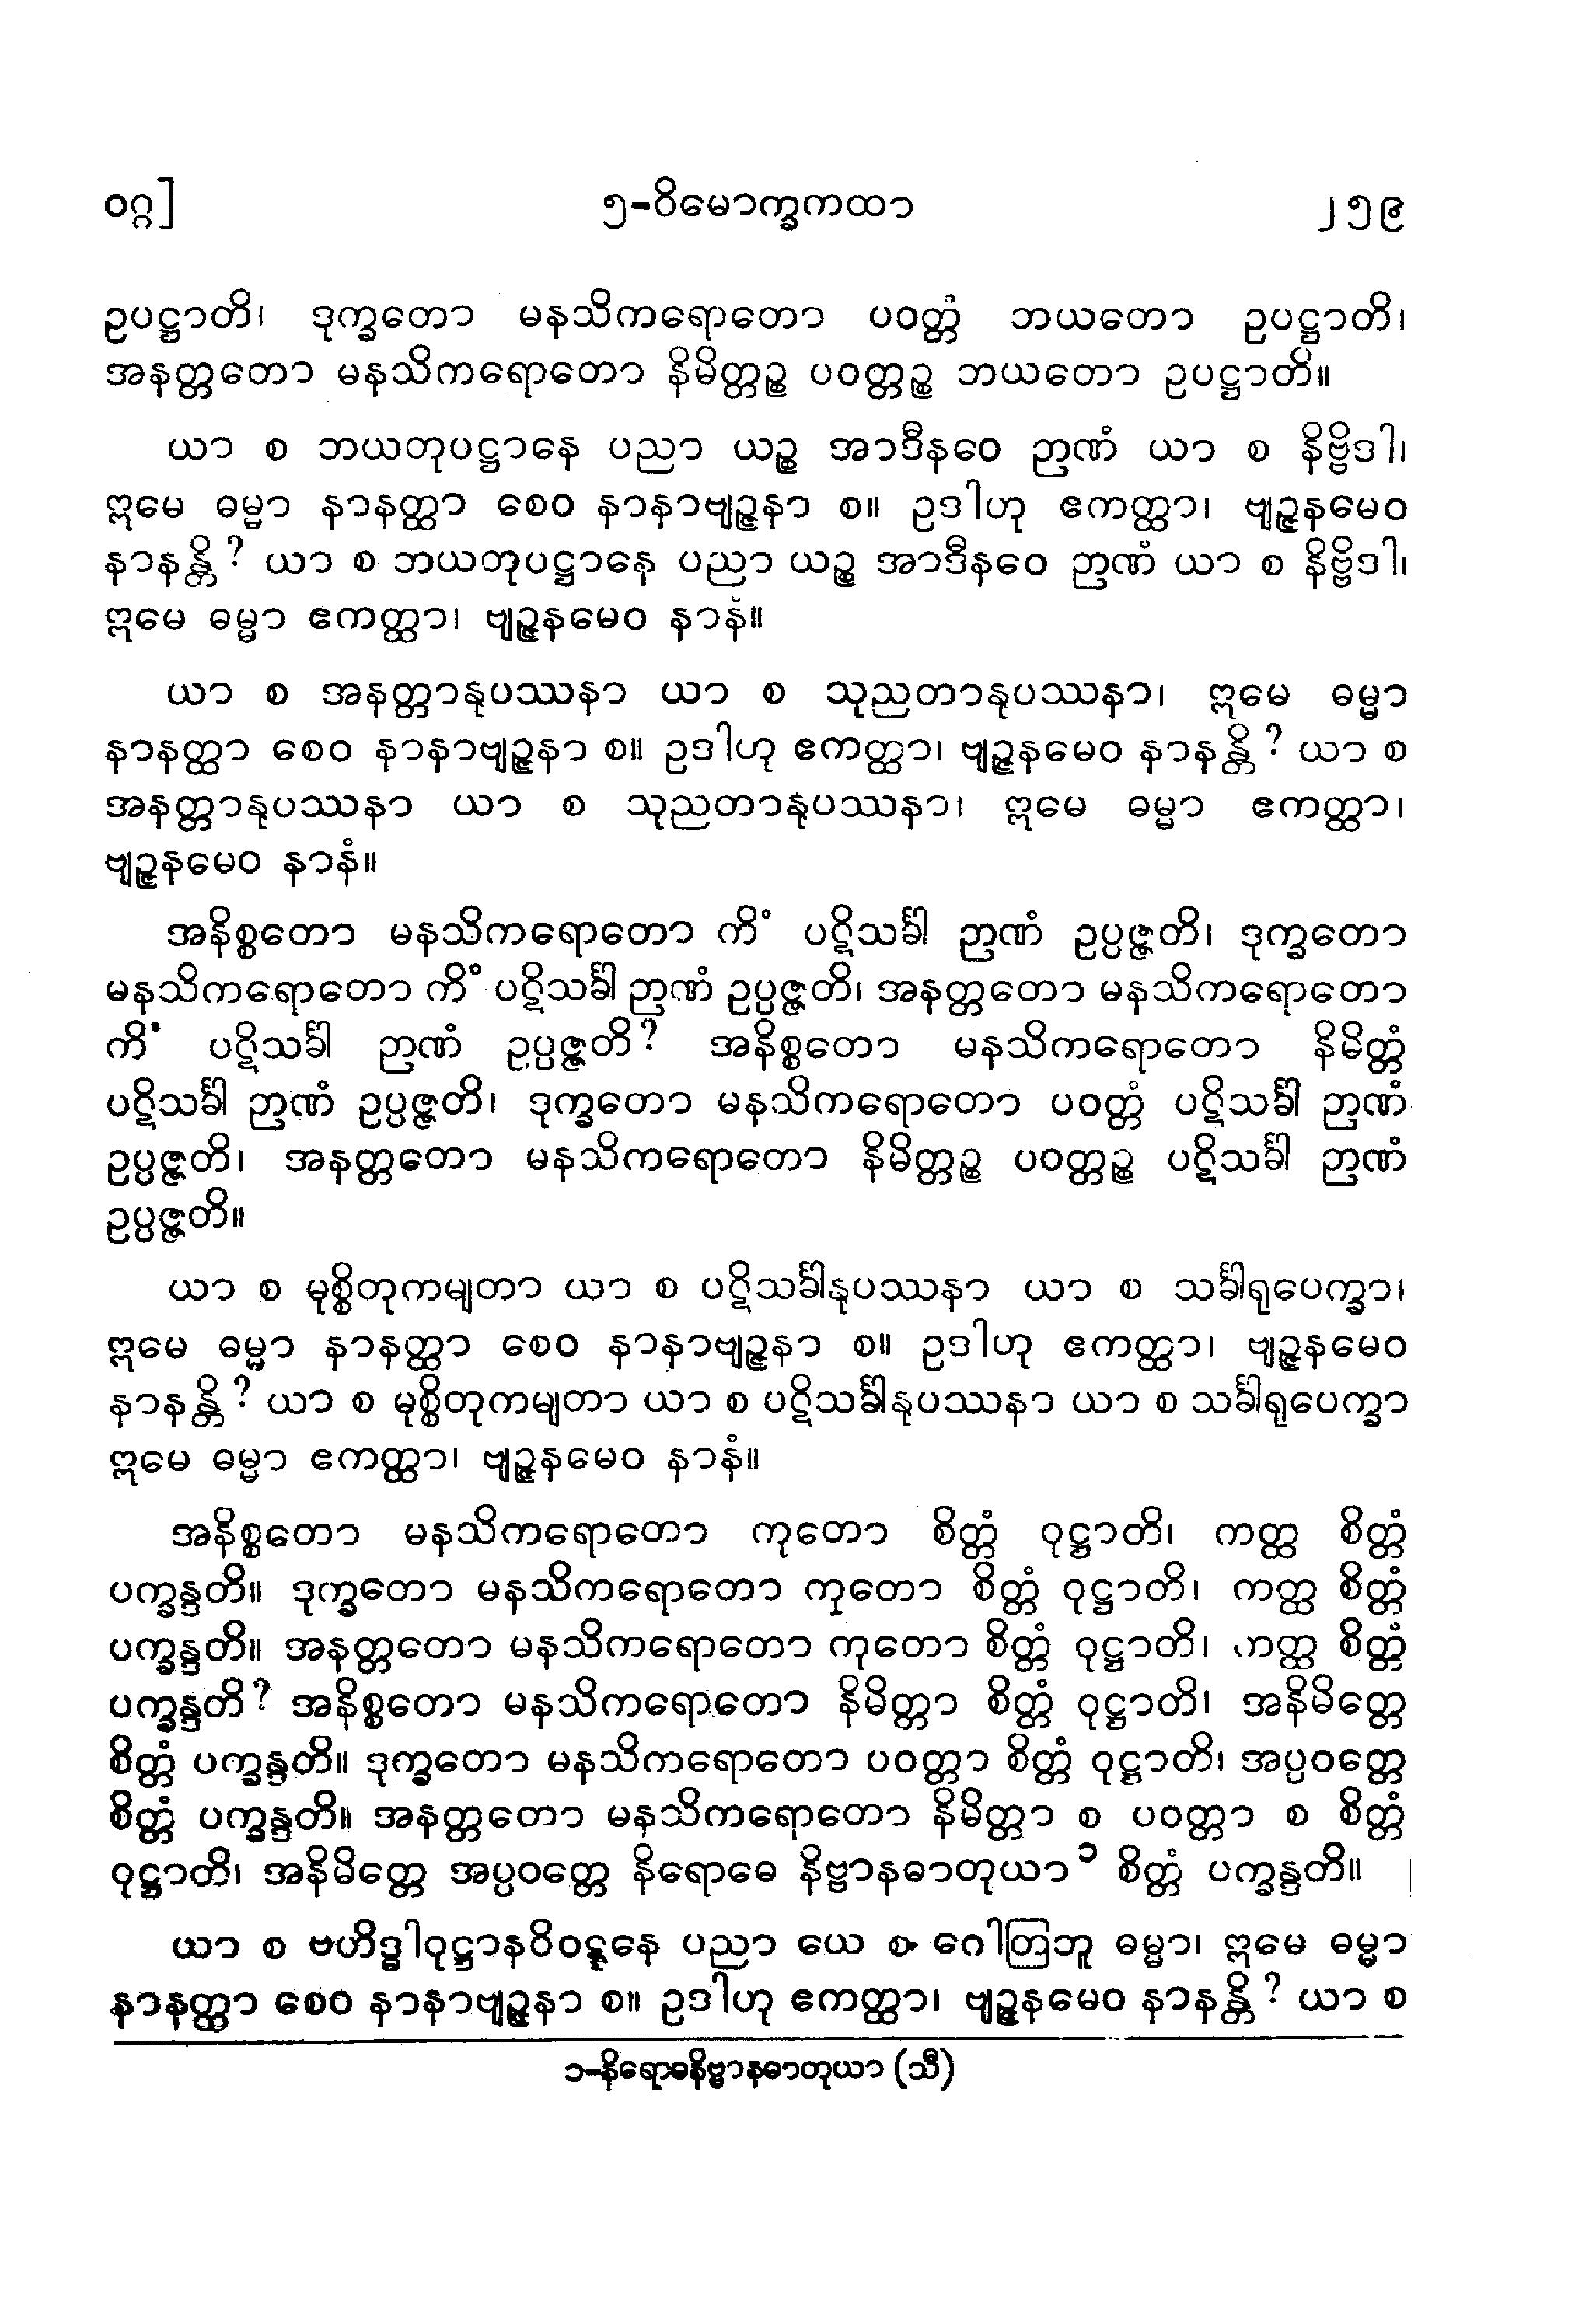 ဝဂ္ဂ] ၅-ဝိမောက္ခကထာ ၂၅၉
ဥပဋ္ဌာတိ၊ ဒုက္ခတော မနသိကရောတော ပဝတ္တံ ဘယတော ဥပဋ္ဌာတိ၊
အနတ္တတော မနသိကရောတော နိမိတ္တဉ္စ ပဝတ္တဉ္စ ဘယတော ဥပဋ္ဌာတိ။
ယာ စ ဘယတုပဋ္ဌာနေ ပညာ ယဉ္စ အာဒီနဝေ ဉာဏံ ယာ စ နိဗ္ဗိဒါ၊
ဣမေ ဓမ္မာ နာနတ္ထာ စေဝ နာနာဗျဉ္ဇနာ စ။ ဥဒါဟု ဧကတ္ထာ၊ ဗျဉ္ဇနမေဝ
နာနန္တိ? ယာ စ ဘယတုပဋ္ဌာနေ ပညာ ယဉ္စ အာဒီနဝေ ဉာဏံ ယာ စ နိဗ္ဗိဒါ၊
ဣမေ ဓမ္မာ ဧကတ္ထာ၊ ဗျဉ္ဇနမေဝ နာနံ။
ယာ စ အနတ္တာနုပဿနာ ယာ စ သုညတာနုပဿနာ၊ ဣမေ ဓမ္မာ
နာနတ္ထာ စေဝ နာနာဗျဉ္ဇနာ စ။ ဥဒါဟု ဧကတ္ထာ၊ ဗျဉ္ဇနမေဝ နာနန္တိ? ယာ စ
အနတ္တာနုပဿနာ ယာ စ သုညတာနုပဿနာ၊ ဣမေ ဓမ္မာ ဧကတ္ထာ၊
ဗျဉ္ဇနမေဝ နာနံ။
အနိစ္စတော မနသိကရောတော ကိံ ပဋိသင်္ခါ ဉာဏံ ဥပ္ပဇ္ဇတိ၊ ဒုက္ခတော
မနသိကရောတော ကိံ ပဋိသင်္ခါ ဉာဏံ ဥပ္ပဇ္ဇတိ၊ အနတ္တတော မနသိကရောတော
ကိံ ပဋိသင်္ခါ ဉာဏံ ဥပ္ပဇ္ဇတိ? အနိစ္စတော မနသိကရောတော နိမိတ္တံ
ပဋိသင်္ခါ ဉာဏံ ဥပ္ပဇ္ဇတိ၊ ဒုက္ခတော မနသိကရောတော ပဝတ္တံ ပဋိသင်္ခါ ဉာဏံ
ဥပ္ပဇ္ဇတိ၊ အနတ္တတော မနသိကရောတော နိမိတ္တဉ္စ ပဝတ္တဉ္စ ပဋိသင်္ခါ ဉာဏံ
ဥပ္ပဇ္ဇတိ။
ယာ စ မုစ္စိတုကမျတာ ယာ စ ပဋိသင်္ခါနုပဿနာ ယာ စ သင်္ခါရုပေက္ခာ၊
ဣမေ ဓမ္မာ နာနတ္ထာ စေဝ နာနာဗျဉ္ဇနာ စ။ ဥဒါဟု ဧကတ္ထာ၊ ဗျဉ္ဇနမေဝ
နာနန္တိ? ယာ စ မုစ္စိတုကမျတာ ယာ စ ပဋိသင်္ခါနုပဿနာ ယာ စ သင်္ခါရုပေက္ခာ
ဣမေ ဓမ္မာ ဧကတ္ထာ၊ ဗျဉ္ဇနမေဝ နာနံ။
အနိစ္စတော မနသိကရောတော ကုတော စိတ္တံ ဝုဋ္ဌာတိ၊ ကတ္ထ စိတ္တံ
ပက္ခန္ဒတိ။ ဒုက္ခတော မနသိကရောတော ကုတော စိတ္တံ ဝုဋ္ဌာတိ၊ ကတ္ထ စိတ္တံ
ပက္ခန္ဒတိ။ အနတ္တတော မနသိကရောတော ကုတော စိတ္တံ ဝုဋ္ဌာတိ၊ ကတ္ထ စိတ္တံ
ပက္ခန္ဒတိ? အနိစ္စတော မနသိကရောတော နိမိတ္တာ စိတ္တံ ဝုဋ္ဌာတိ၊ အနိမိတ္တေ
စိတ္တံ ပက္ခန္ဒတိ။ ဒုက္ခတော မနသိကရောတော ပဝတ္တာ စိတ္တံ ဝုဋ္ဌာတိ၊ အပ္ပဝတ္တေ
စိတ္တံ ပက္ခန္ဒတိ။ အနတ္တတော မနသိကရောတော နိမိတ္တာ စ ပဝတ္တာ စ စိတ္တံ
ဝုဋ္ဌာတိ၊ အနိမိတ္တေ အပ္ပဝတ္တေ နိရောဓေ နိဗ္ဗာနဓာတုယာ ၁ စိတ္တံ ပက္ခန္ဒတိ။
ယာ စ ဗဟိဒ္ဓါဝုဋ္ဌာနဝိဝဋ္ဋနေ ပညာ ယေ စ ဂေါတြဘူ ဓမ္မာ၊ ဣမေ ဓမ္မာ
နာနတ္ထာ စေဝ နာနာဗျဉ္ဇနာ စ။ ဥဒါဟု ဧကတ္ထာ၊ ဗျဉ္ဇနမေဝ နာနန္တိ? ယာ စ
၁-နိရောဓနိဗ္ဗာနဓာတုယာ (သီ)